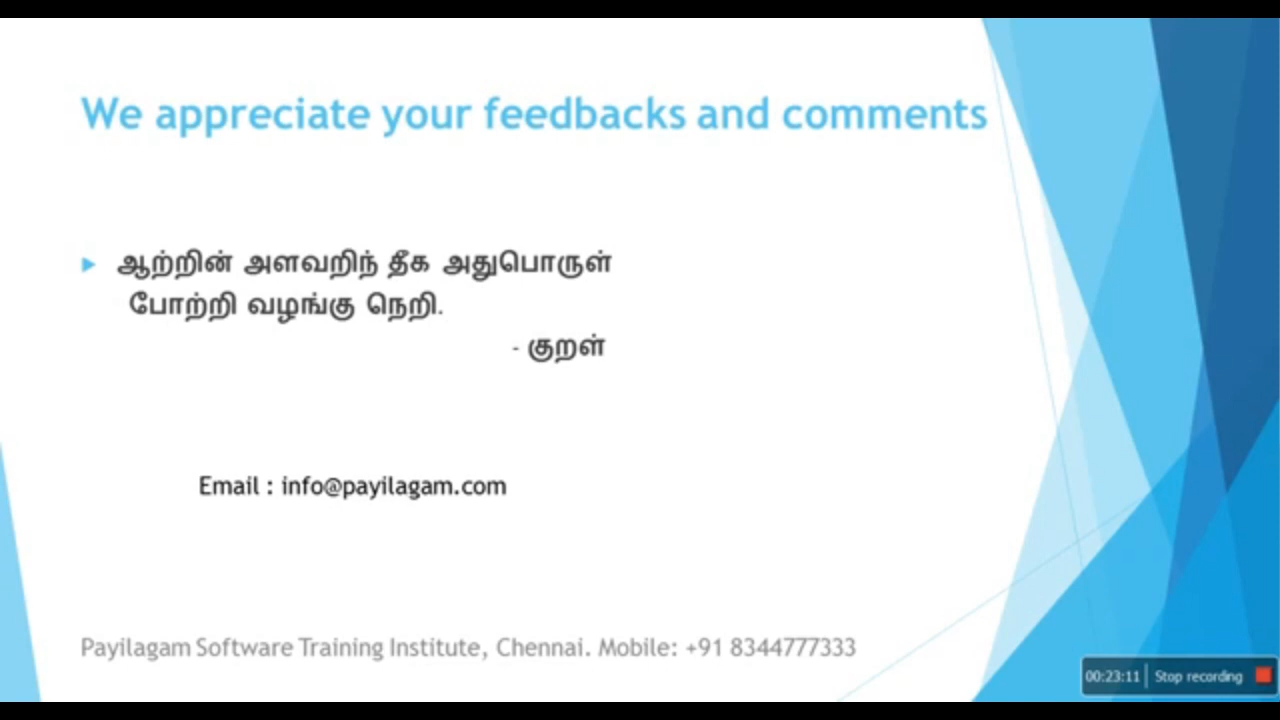 We appreciate your feedbacks and comments
ஆற்றின் அளவறிந் தீக அதுபொருள்
போற்றி வழங்கு நெறி.
- குறள்
Email : info@payilagam.com
Payilagam Software Training Institute, Chennai. Mobile: +91 8344777333
00:23:11 Stop recording